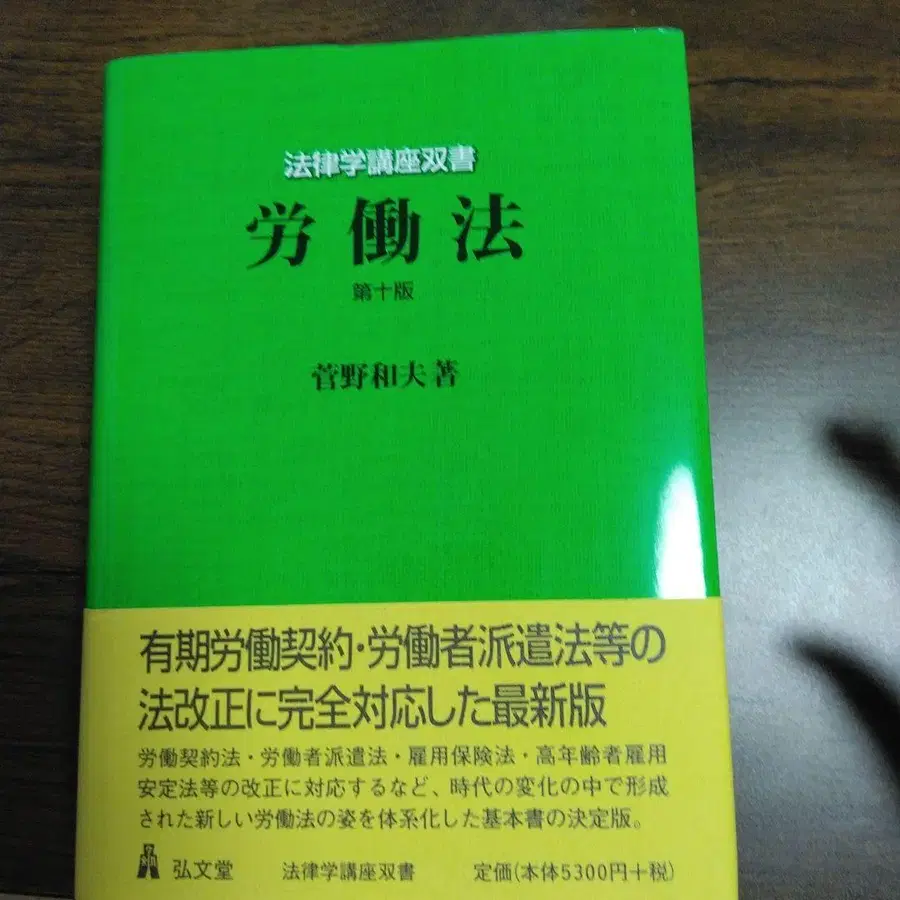 法律学講座双書
労働法
第十版
菅野和夫著
有期労働契約・労働者派遣法等の
法改正に完全対応した最新版
労働契約法・労働者派遣法・雇用保険法・高年齢者雇用
安定法等の改正に対応するなど、時代の変化の中で形成
された新しい労働法の姿を体系化した基本書の決定版。
弘文堂 法律学講座双書 定価(本体5300円+税)